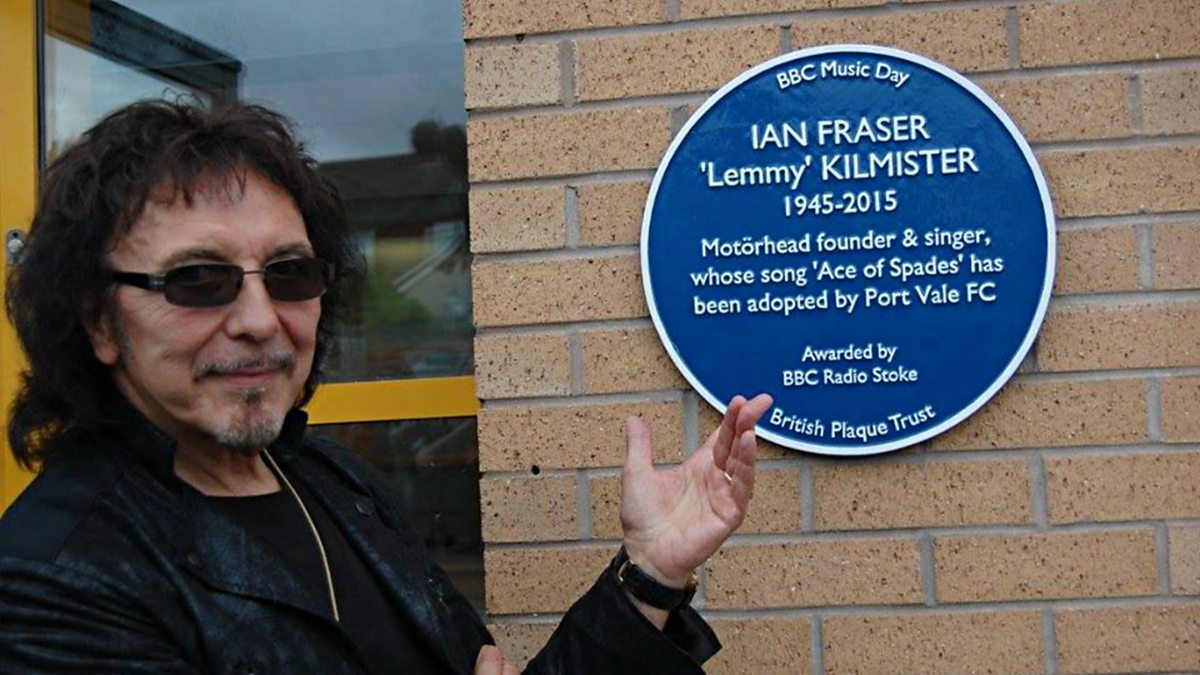 BBC Music Day
IAN FRASER
'Lemmy' KILMISTER
1945-2015
Motörhead founder & singer,
whose song 'Ace of Spades' has
been adopted by Port Vale FC
Awarded by
BBC Radio Stoke
British Plaque Trust